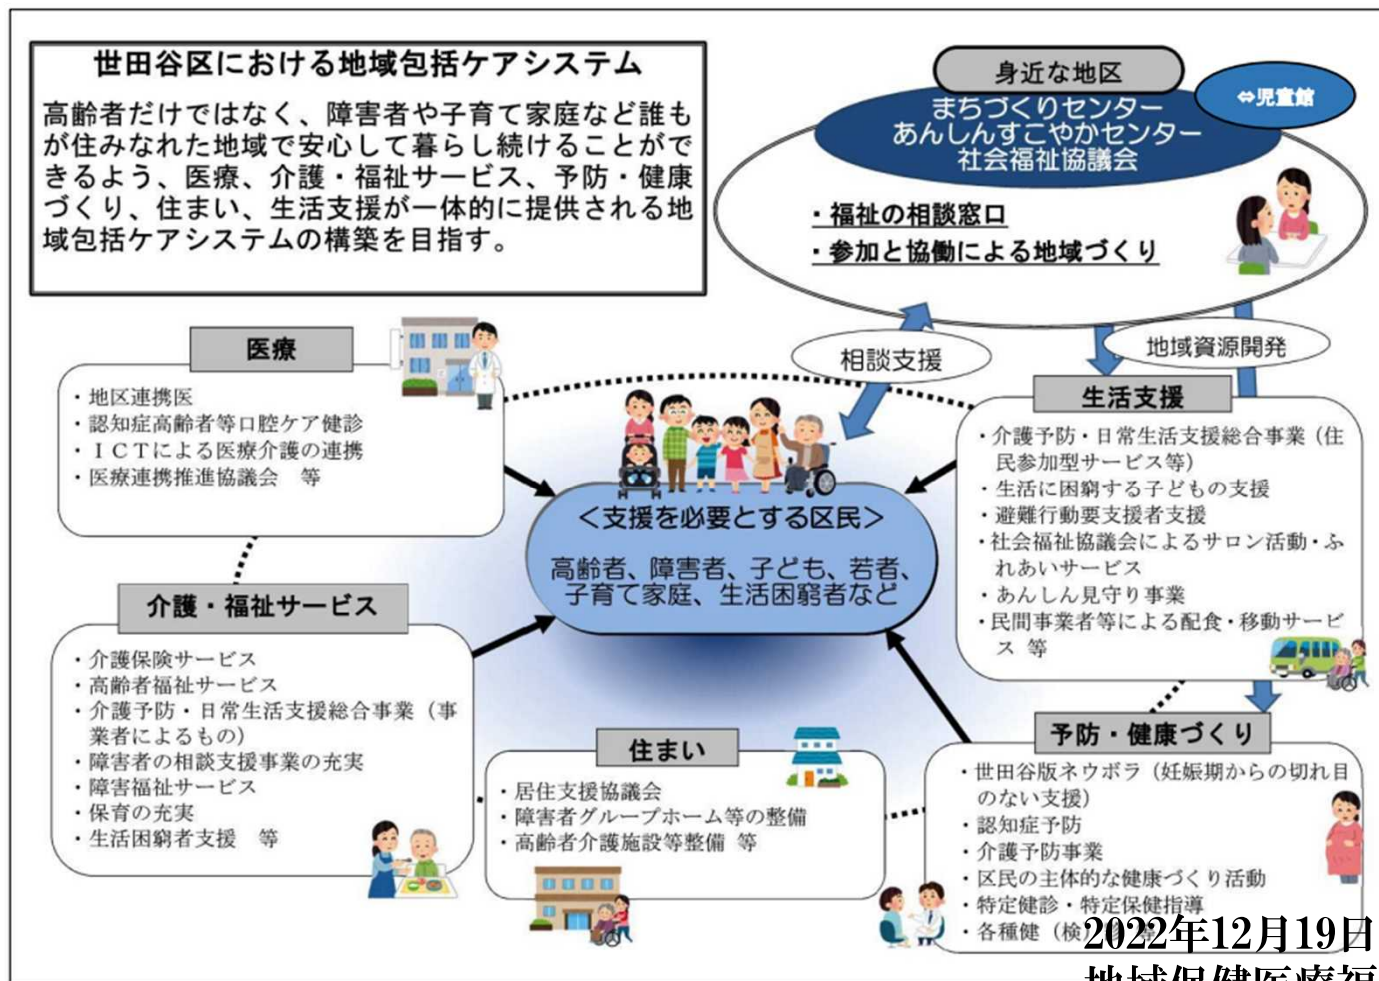 世田谷区における地域包括ケアシステム
高齢者だけではなく、障害者や子育て家庭など誰も
が住みなれた地域で安心して暮らし続けることがで
きるよう、医療、介護・福祉サービス、予防・健康
づくり、住まい、生活支援が一体的に提供される地
域包括ケアシステムの構築を目指す。
身近な地区
まちづくりセンター
あんしんすこやかセンター
社会福祉協議会
⇔児童館
・福祉の相談窓口
・参加と協働による地域づくり
相談支援
地域資源開発
医療
・地区連携医
・認知症高齢者等口腔ケア健診
・ＩＣＴによる医療介護の連携
・医療連携推進協議会　等
<支援を必要とする区民>
高齢者、障害者、子ども、若者、
子育て家庭、生活困窮者など
生活支援
・介護予防・日常生活支援総合事業（住
民参加型サービス等）
・生活に困窮する子どもの支援
・避難行動要支援者支援
・社会福祉協議会によるサロン活動・ふ
れあいサービス
・あんしん見守り事業
・民間事業者等による配食・移動サービ
ス 等
介護・福祉サービス
・介護保険サービス
・高齢者福祉サービス
・介護予防・日常生活支援総合事業（事
業者によるもの）
・障害者の相談支援事業の充実
・障害福祉サービス
・保育の充実
・生活困窮者支援　等
住まい
・居住支援協議会
・障害者グループホーム等の整備
・高齢者介護施設等整備 等
予防・健康づくり
・世田谷版ネウボラ（妊娠期からの切れ目
のない支援）
・認知症予防
・介護予防事業
・区民の主体的な健康づくり活動
・特定健診・特定保健指導
・各種健（検）
2022年12月19日
地域保健医療福